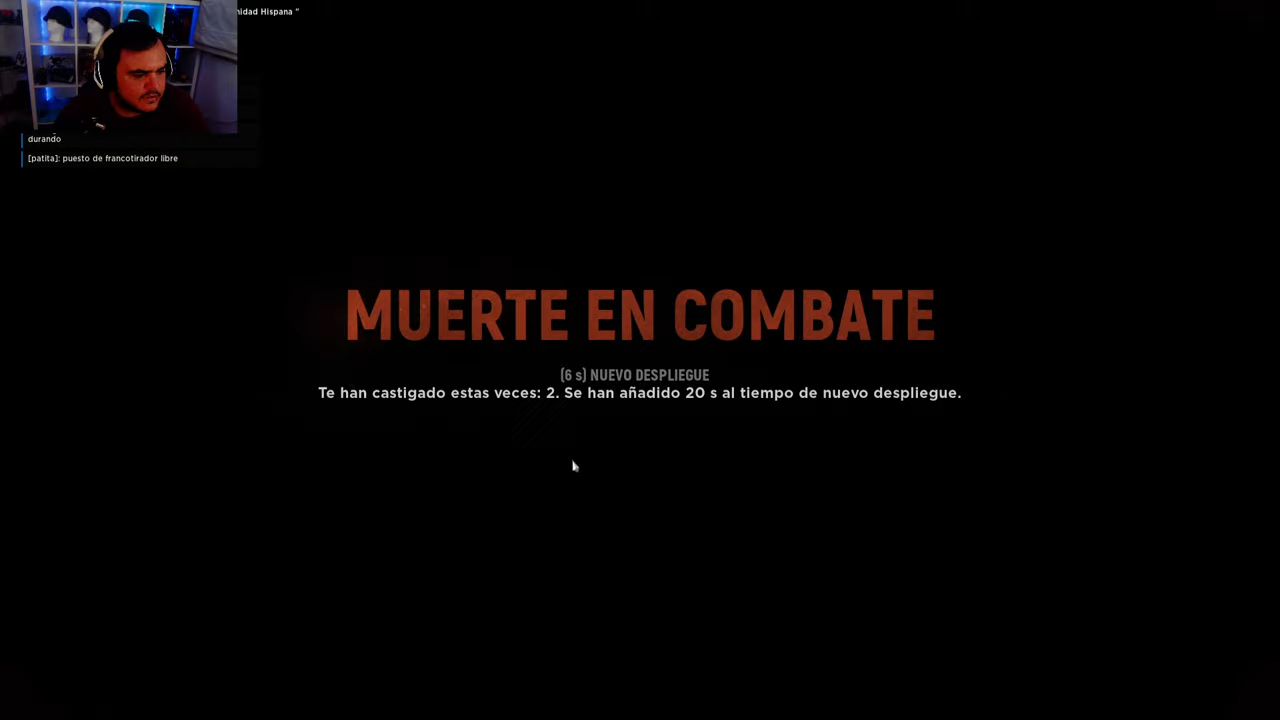 Hispana "
durando
[patita]: puesto de francotirador libre
MUERTE EN COMBATE
(6 s) NUEVO DESPLIEGUE
Te han castigado estas veces: 2. Se han añadido 20 s al tiempo de nuevo despliegue.